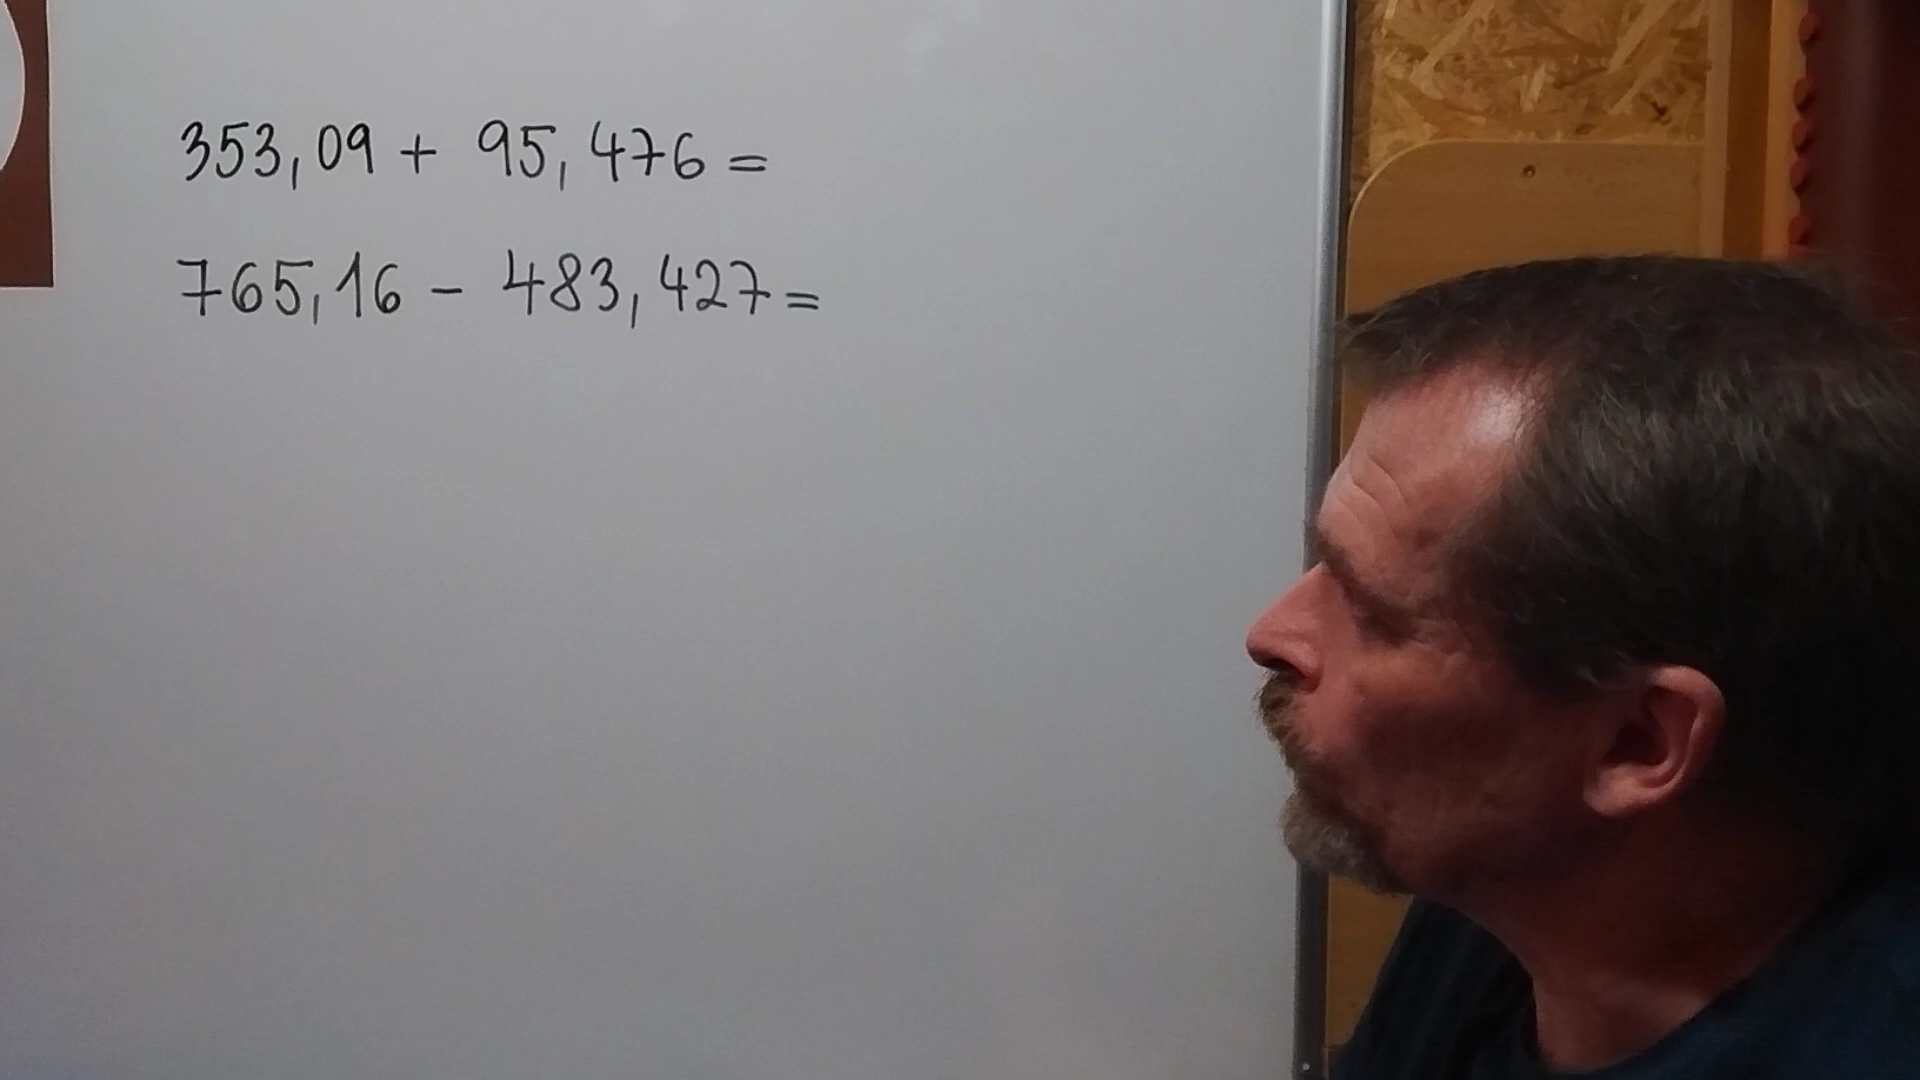 353,09 + 95,476 =
765,16 - 483,427 =